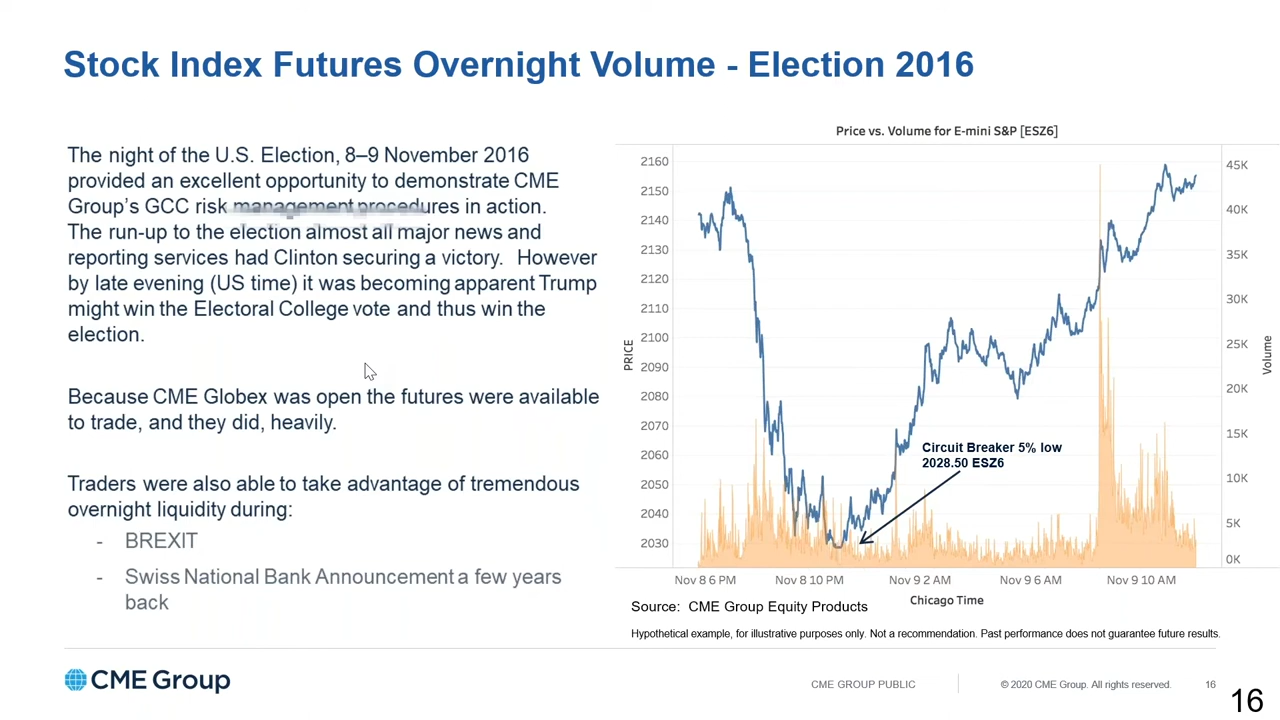 Stock Index Futures Overnight Volume - Election 2016
The night of the U.S. Election, 8–9 November 2016
provided an excellent opportunity to demonstrate CME
Group's GCC risk management procedures in action.
The run-up to the election almost all major news and
reporting services had Clinton securing a victory. However
by late evening (US time) it was becoming apparent Trump
might win the Electoral College vote and thus win the
election.
Because CME Globex was open the futures were available
to trade, and they did, heavily.
Traders were also able to take advantage of tremendous
overnight liquidity during:
- BREXIT
- Swiss National Bank Announcement a few years
back
Price vs. Volume for E-mini S&P [ESZ6]
PRICE
2160
2150
2140
2130
2120
2110
2100
2090
2080
2070
2060
2050
2040
2030
Circuit Breaker 5% low
2028.50 ESZ6
45K
40K
35K
30K
25K
20K
15K
10K
5K
0K
Volume
Nov 8 6 PM Nov 8 10 PM Nov 9 2 AM Nov 9 6 AM Nov 9 10 AM
Chicago Time
Source: CME Group Equity Products
Hypothetical example, for illustrative purposes only. Not a recommendation. Past performance does not guarantee future results.
CME Group
CME GROUP PUBLIC
© 2020 CME Group. All rights reserved.
16
16